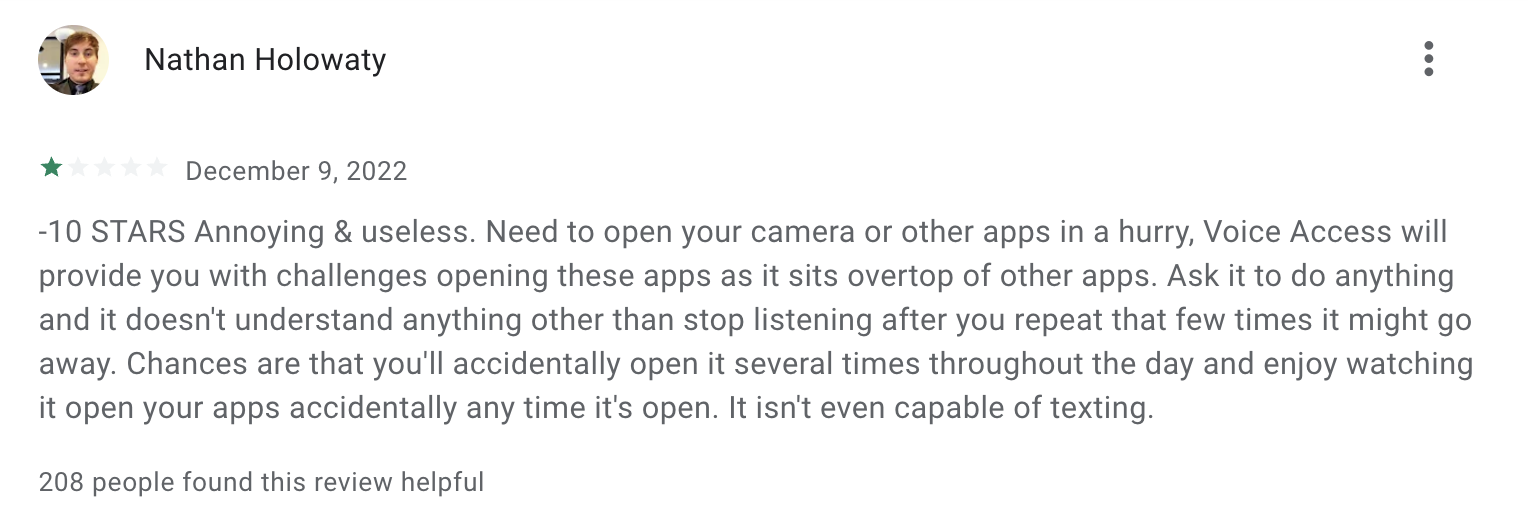 Nathan Holowaty
December 9, 2022
-10 STARS Annoying & useless. Need to open your camera or other apps in a hurry, Voice Access will
provide you with challenges opening these apps as it sits overtop of other apps. Ask it to do anything
and it doesn't understand anything other than stop listening after you repeat that few times it might go
away. Chances are that you'll accidentally open it several times throughout the day and enjoy watching
it open your apps accidentally any time it's open. It isn't even capable of texting.
208 people found this review helpful